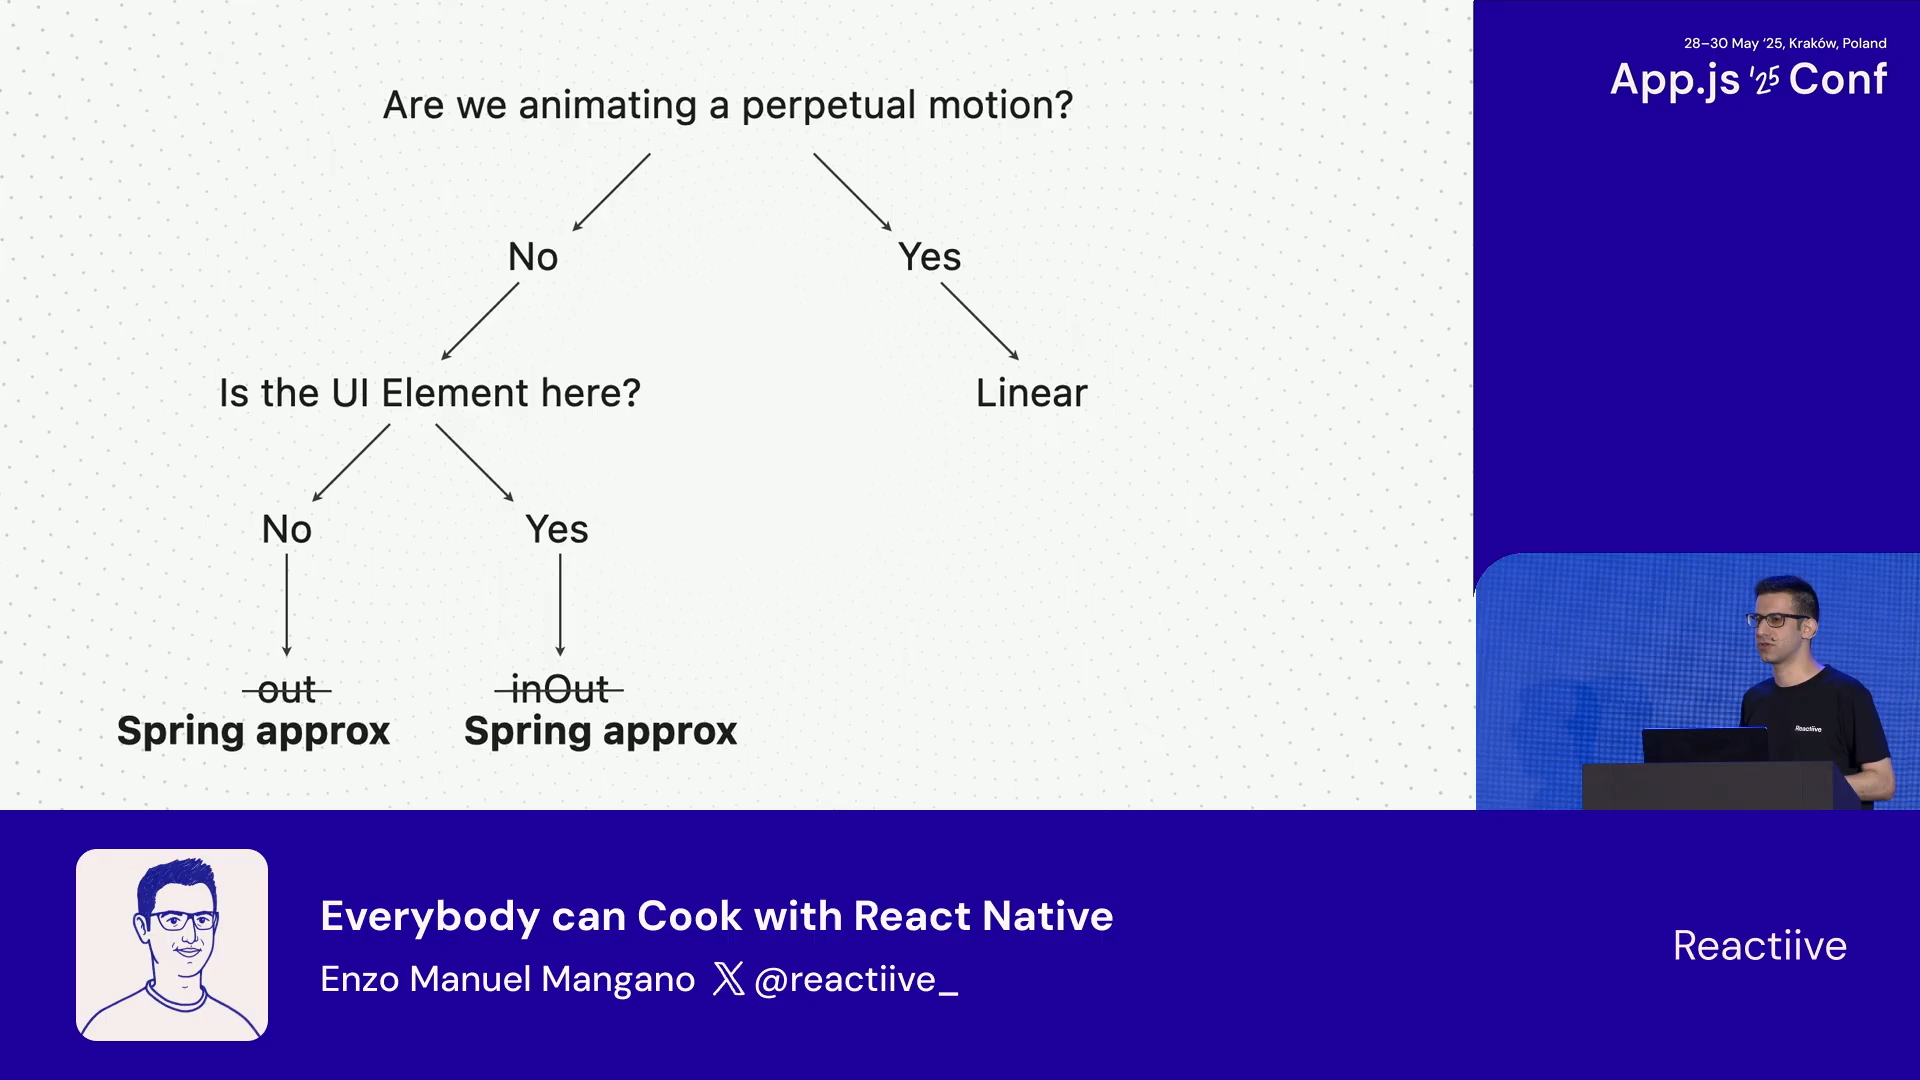 Are we animating a perpetual motion?
No
Yes
Is the UI Element here?
Linear
No
Yes
out
inOut
Spring approx
Spring approx
28–30 May '25, Kraków, Poland
App.js '25 Conf
Reactiive
Everybody can Cook with React Native
Enzo Manuel Mangano X @reactiive_
Reactiive